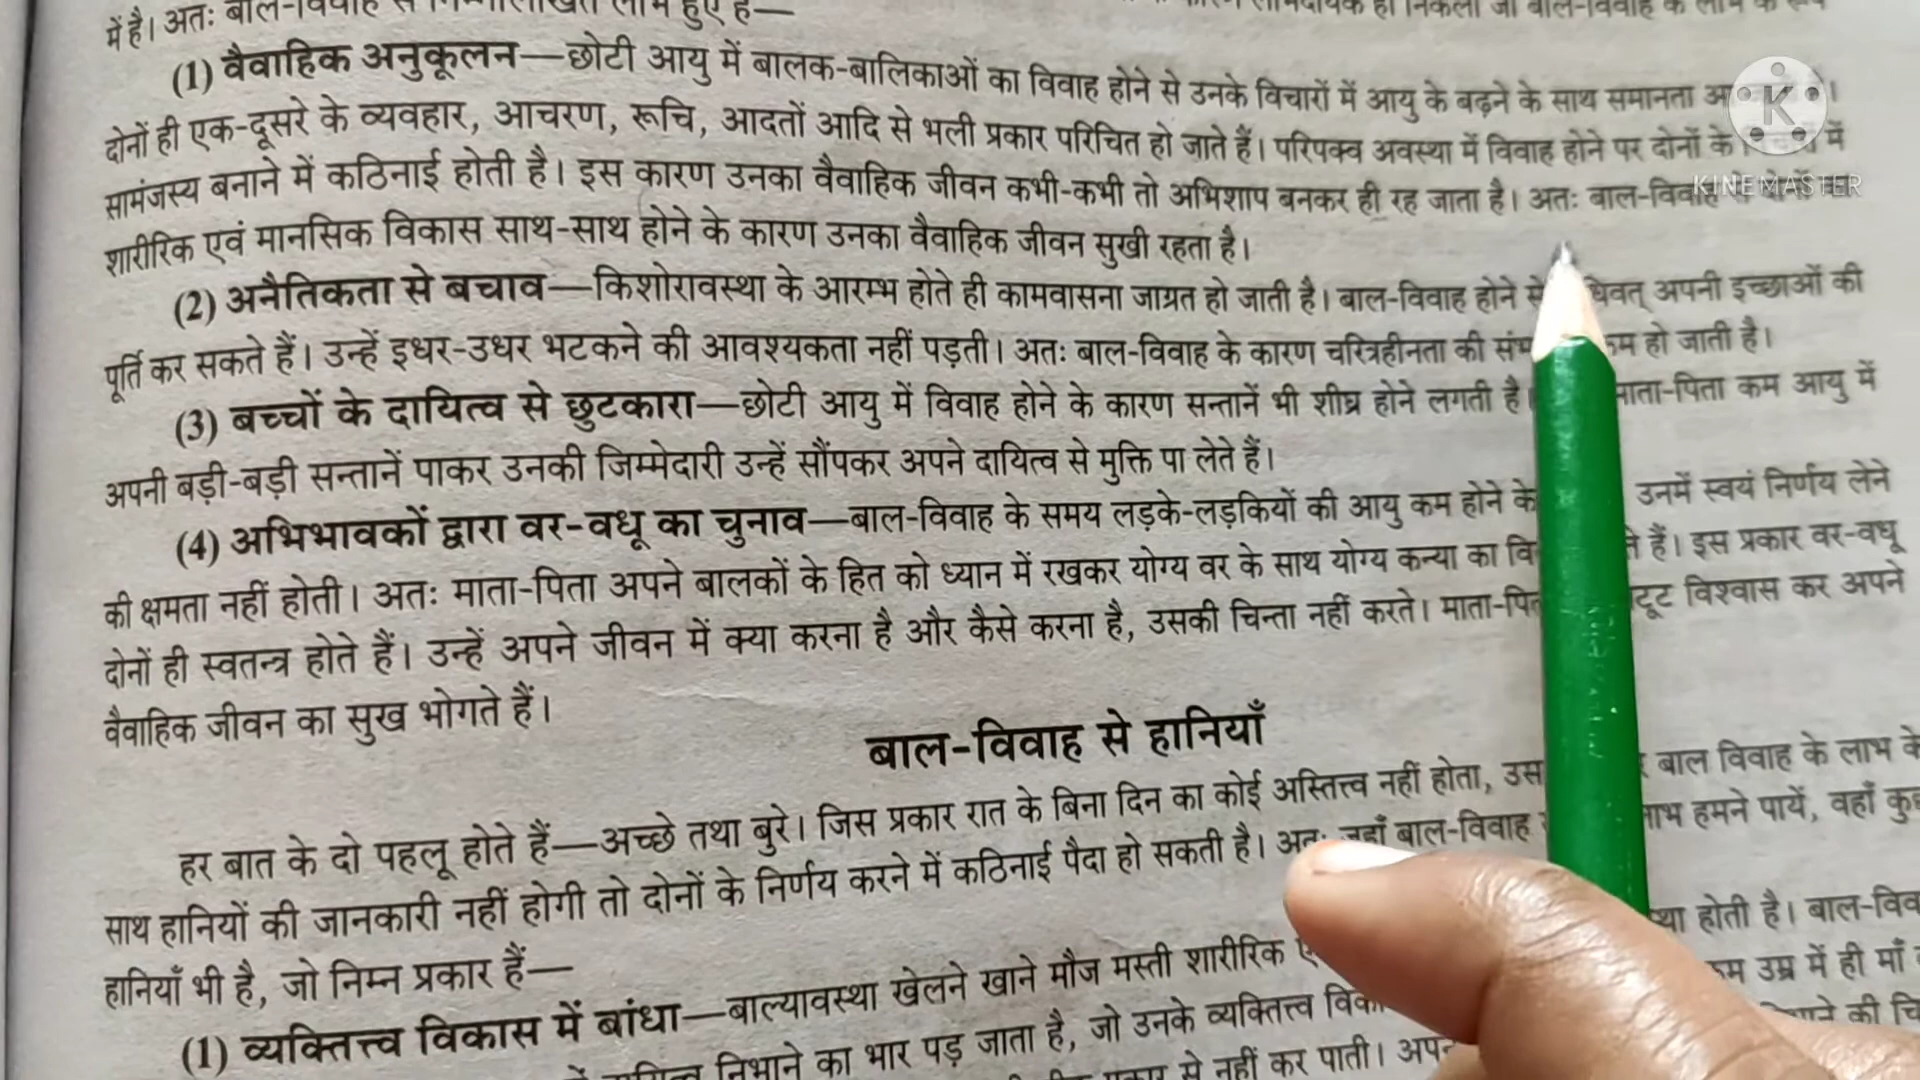 में है। अतः बाल-विवाह से निम्नलिखित लाभ हुए हैं—
(1) वैवाहिक अनुकूलन—छोटी आयु में बालक-बालिकाओं का विवाह होने से उनके विचारों में आयु के बढ़ने के साथ समानता
दोनों ही एक-दूसरे के व्यवहार, आचरण, रूचि, आदतों आदि से भली प्रकार परिचित हो जाते हैं। परिपक्व अवस्था में विवाह होने पर दोनों के में
सामंजस्य बनाने में कठिनाई होती है। इस कारण उनका वैवाहिक जीवन कभी-कभी तो अभिशाप बनकर ही रह जाता है। अतः बाल-विवाह
शारीरिक एवं मानसिक विकास साथ-साथ होने के कारण उनका वैवाहिक जीवन सुखी रहता है।
(2) अनैतिकता से बचाव—किशोरावस्था के आरम्भ होते ही कामवासना जाग्रत हो जाती है। बाल-विवाह होने से अपनी इच्छाओं की
पूर्ति कर सकते हैं। उन्हें इधर-उधर भटकने की आवश्यकता नहीं पड़ती। अतः बाल-विवाह के कारण चरित्रहीनता की हो जाती है।
(3) बच्चों के दायित्व से छुटकारा—छोटी आयु में विवाह होने के कारण सन्तानें भी शीघ्र होने लगती है माता-पिता कम आयु में
अपनी बड़ी-बड़ी सन्तानें पाकर उनकी जिम्मेदारी उन्हें सौंपकर अपने दायित्व से मुक्ति पा लेते हैं।
(4) अभिभावकों द्वारा वर-वधू का चुनाव—बाल-विवाह के समय लड़के-लड़कियों की आयु कम होने के उनमें स्वयं निर्णय लेने
की क्षमता नहीं होती। अतः माता-पिता अपने बालकों के हित को ध्यान में रखकर योग्य वर के साथ योग्य कन्या का हैं। इस प्रकार वर-वधू
दोनों ही स्वतन्त्र होते हैं। उन्हें अपने जीवन में क्या करना है और कैसे करना है, उसकी चिन्ता नहीं करते। विश्वास कर अपने
वैवाहिक जीवन का सुख भोगते हैं।
बाल-विवाह से हानियाँ
हर बात के दो पहलू होते हैं—अच्छे तथा बुरे। जिस प्रकार रात के बिना दिन का कोई अस्तित्त्व नहीं होता, बाल विवाह के लाभ के
साथ हानियों की जानकारी नहीं होगी तो दोनों के निर्णय करने में कठिनाई पैदा हो सकती है। अतः जहाँ बाल-विवाह हमने पायें, वहाँ
हानियाँ भी है, जो निम्न प्रकार हैं—
(1) व्यक्तित्त्व विकास में बांधा—बाल्यावस्था खेलने खाने मौज मस्ती शारीरिक होती है।
निभाने का भार पड़ जाता है, जो उनके व्यक्तित्त्व उम्र में ही माँ
से नहीं कर पाती। की
KINEMASTER